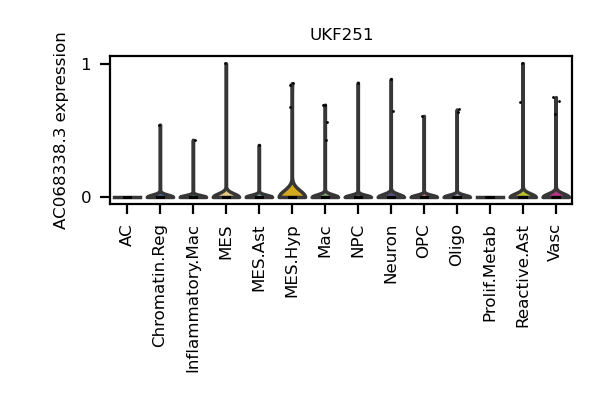 UKF251
AC068338.3 expression
1
0
AC
Chromatin.Reg
Inflammatory.Mac
MES
MES.Ast
MES.Hyp
Mac
NPC
Neuron
OPC
Oligo
Prolif.Metab
Reactive.Ast
Vasc